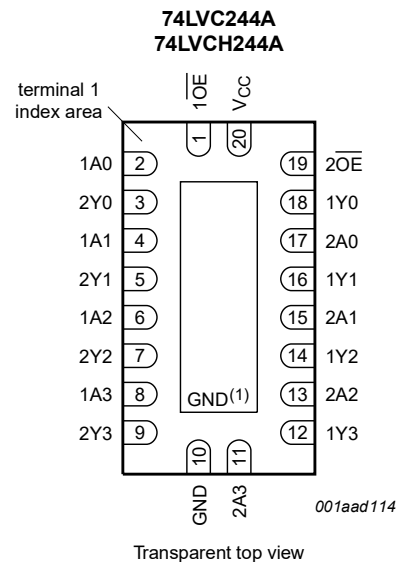 74LVC244A
74LVCH244A
terminal 1
index area
1OE
VCC
1
20
1A0 2
19 2OE
2Y0 3
18 1Y0
1A1 4
17 2A0
2Y1 5
16 1Y1
1A2 6
15 2A1
2Y2 7
14 1Y2
1A3 8
13 2A2
GND(1)
2Y3 9
12 1Y3
10
11
GND
2A3
001aad114
Transparent top view